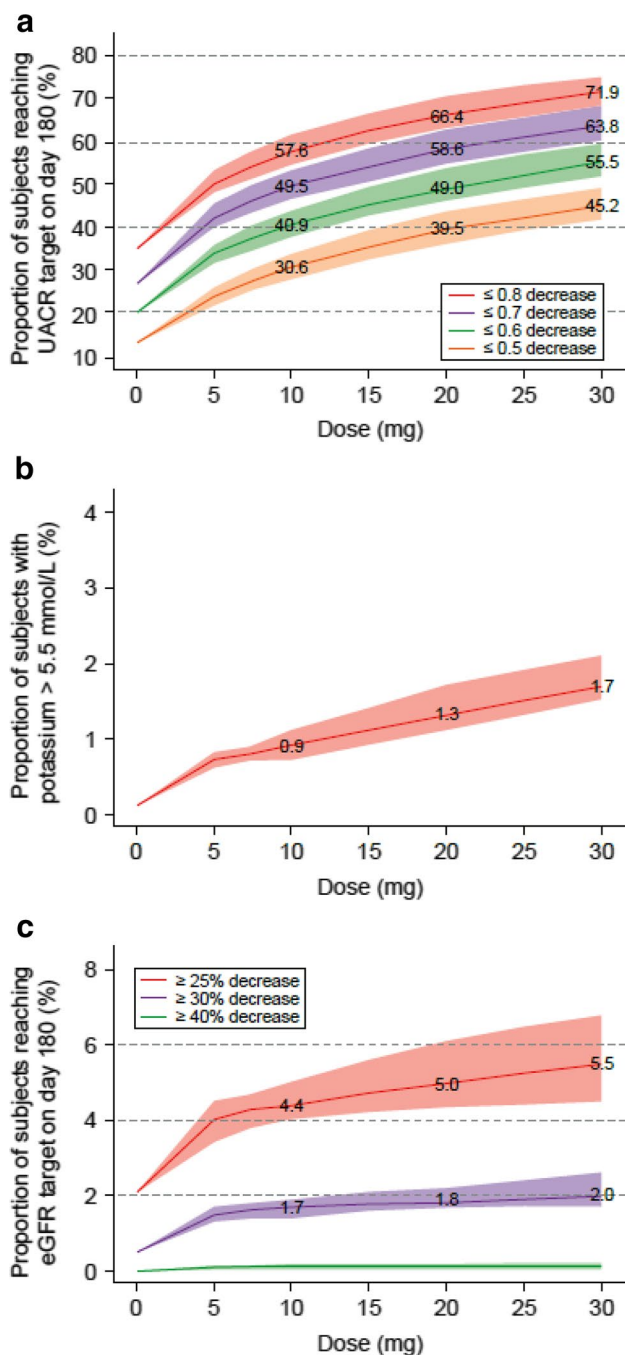 a
Proportion of subjects reaching
UACR target on day 180 (%)
80
70
60
50
40
30
20
10
57.6
66.4
71.9
49.5
58.6
63.8
40.9
49.0
55.5
30.6
39.5
45.2
≤ 0.8 decrease
≤ 0.7 decrease
≤ 0.6 decrease
≤ 0.5 decrease
0 5 10 15 20 25 30
Dose (mg)
b
Proportion of subjects with
potassium > 5.5 mmol/L (%)
4
3
2
1
0
0.9
1.3
1.7
0 5 10 15 20 25 30
Dose (mg)
c
Proportion of subjects reaching
eGFR target on day 180 (%)
8
6
4
2
0
≥ 25% decrease
≥ 30% decrease
≥ 40% decrease
4.4
5.0
5.5
1.7
1.8
2.0
0 5 10 15 20 25 30
Dose (mg)